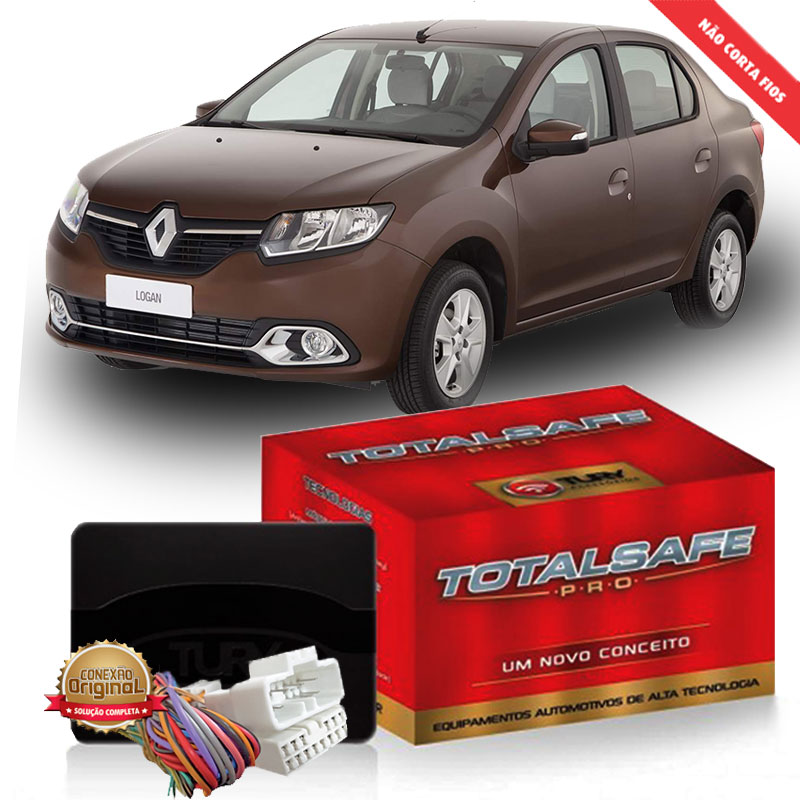 NÃO CORTA FIOS
LOGAN
TOTALSAFE
PRO
TURY
TECNOLOGIAS
TOTALSAFE
PRO
UM NOVO CONCEITO
EQUIPAMENTOS AUTOMOTIVOS DE ALTA TECNOLOGIA
TURY
CONEXÃO
ORIGINAL
SOLUÇÃO COMPLETA